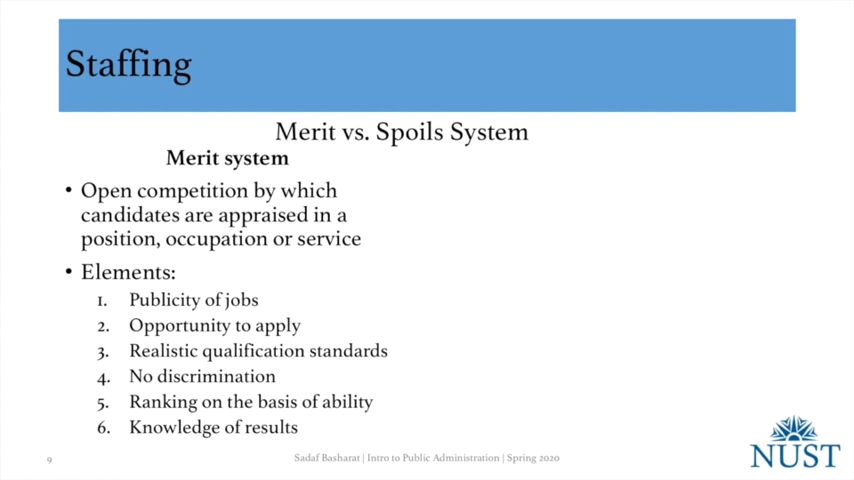 Staffing
Merit vs. Spoils System
Merit system
• Open competition by which
candidates are appraised in a
position, occupation or service
• Elements:
1. Publicity of jobs
2. Opportunity to apply
3. Realistic qualification standards
4. No discrimination
5. Ranking on the basis of ability
6. Knowledge of results
9
Sadaf Basharat | Intro to Public Administration | Spring 2020
NUST